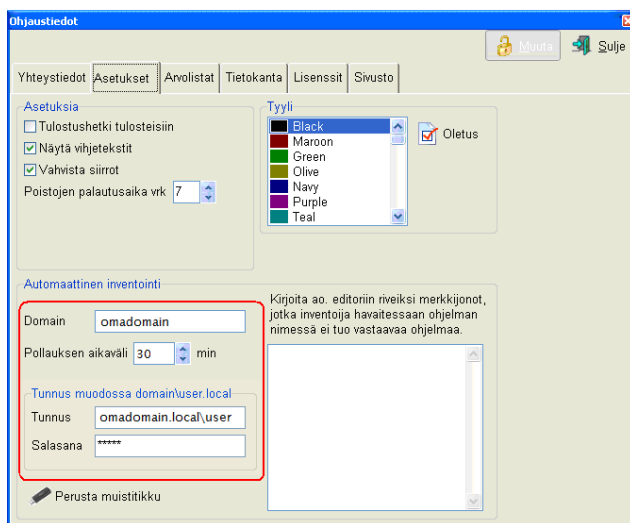 Ohjaustiedot
Muuta
Sulje
Yhteystiedot Asetukset Arvolistat Tietokanta Lisenssit Sivusto
Asetuksia
Tulostushetki tulosteisiin
Näytä vihjetekstit
Vahvista siirrot
Poistojen palautusaika vrk 7
Tyyli
Black
Maroon
Green
Olive
Navy
Purple
Teal
Oletus
Automaattinen inventointi
Domain omadomain
Pollauksen aikaväli 30 min
Tunnus muodossa domain\user.local
Tunnus omadomain.local\user
Salasana *****
Perusta muistitikku
Kirjoita ao. editoriin riveiksi merkkijonot,
jotka inventoija havaitessaan ohjelman
nimessä ei tuo vastaavaa ohjelmaa.